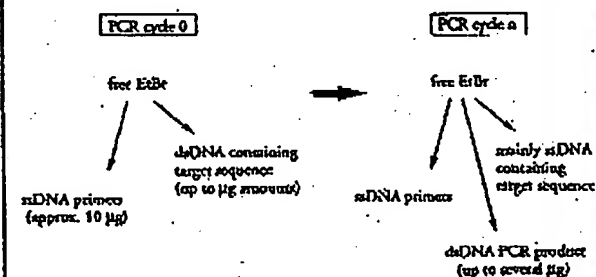 PCR cycle 0
free EtBr
ssDNA primers
(approx. 10 µg)
dsDNA containing
target sequence
(up to µg amounts)
PCR cycle n
free EtBr
ssDNA primers
mainly ssDNA
containing
target sequence
dsDNA PCR product
(up to several µg)